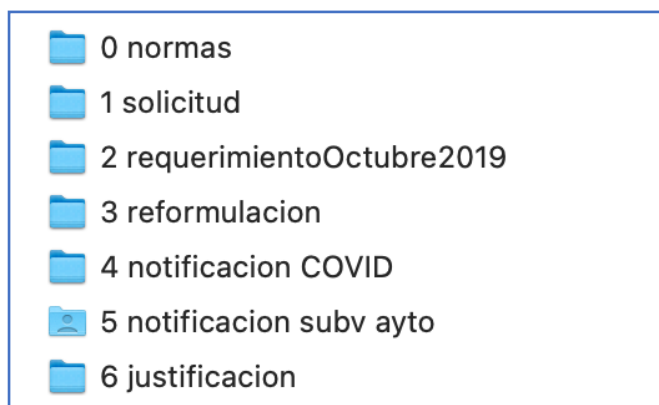 0 normas
1 solicitud
2 requerimientoOctubre2019
3 reformulacion
4 notificacion COVID
5 notificacion subv ayto
6 justificacion